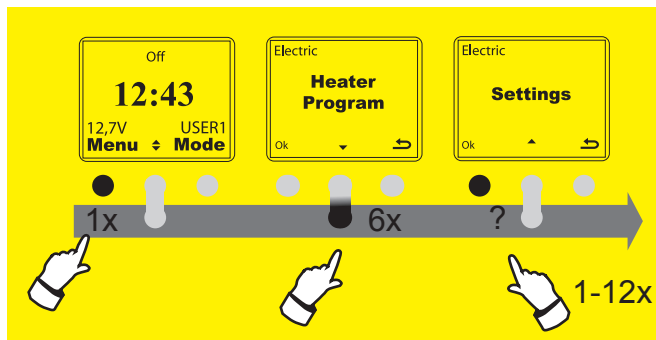 Off
12:43
12,7V USER1
Menu Mode
Electric
Heater
Program
Ok
Electric
Settings
Ok
1x
6x
?
1-12x